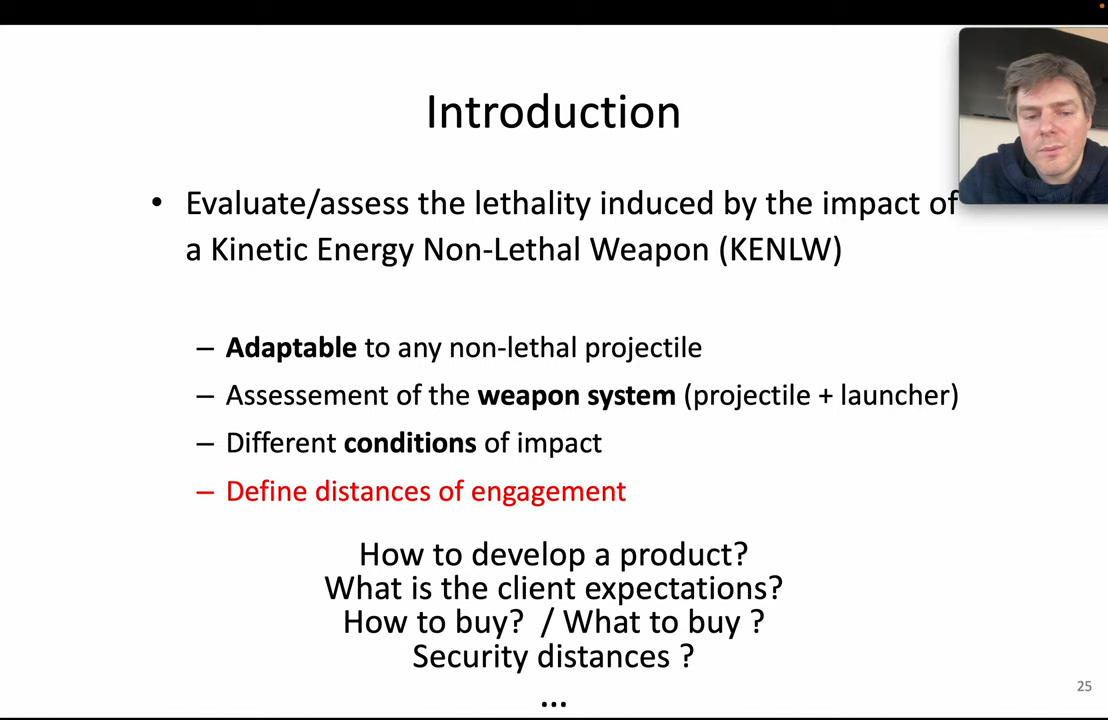 Introduction
• Evaluate/assess the lethality induced by the impact of
a Kinetic Energy Non-Lethal Weapon (KENLW)
– Adaptable to any non-lethal projectile
– Assessement of the weapon system (projectile + launcher)
– Different conditions of impact
– Define distances of engagement
How to develop a product?
What is the client expectations?
How to buy? / What to buy ?
Security distances ?
...
25